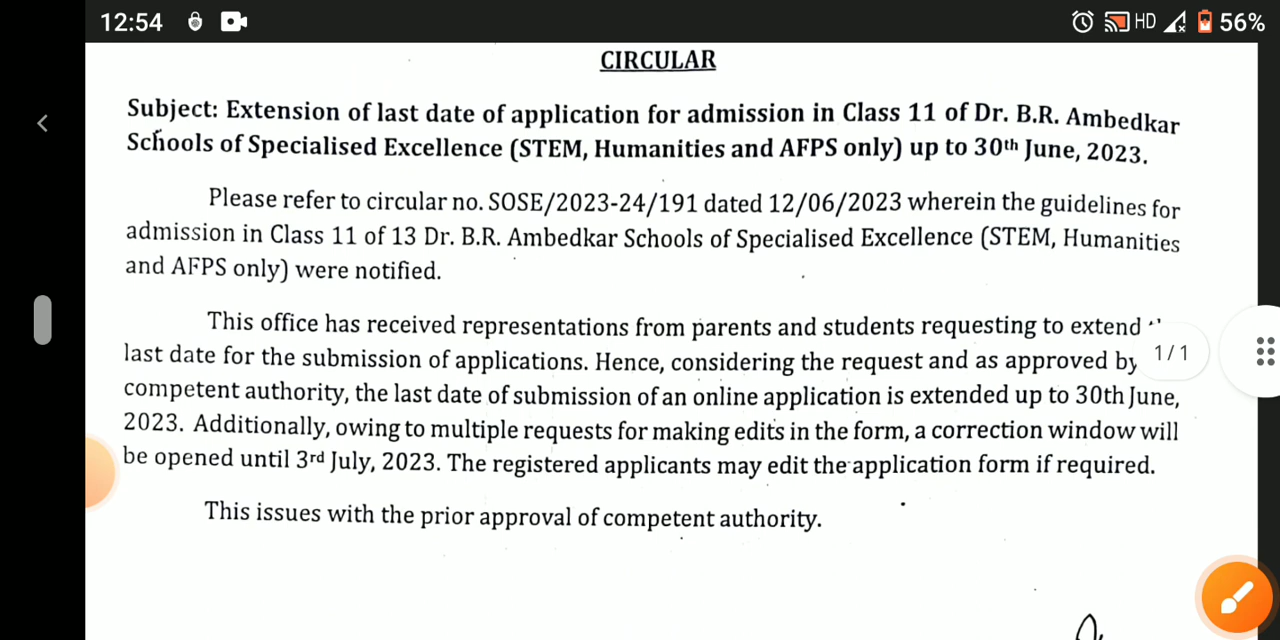 12:54
HD
56%
CIRCULAR
Subject: Extension of last date of application for admission in Class 11 of Dr. B.R. Ambedkar
Schools of Specialised Excellence (STEM, Humanities and AFPS only) up to 30th June, 2023.
Please refer to circular no. SOSE/2023-24/191 dated 12/06/2023 wherein the guidelines for
admission in Class 11 of 13 Dr. B.R. Ambedkar Schools of Specialised Excellence (STEM, Humanities
and AFPS only) were notified.
This office has received representations from parents and students requesting to extend
last date for the submission of applications. Hence, considering the request and as approved by
1/1
competent authority, the last date of submission of an online application is extended up to 30th June,
2023. Additionally, owing to multiple requests for making edits in the form, a correction window will
be opened until 3rd July, 2023. The registered applicants may edit the application form if required.
This issues with the prior approval of competent authority.